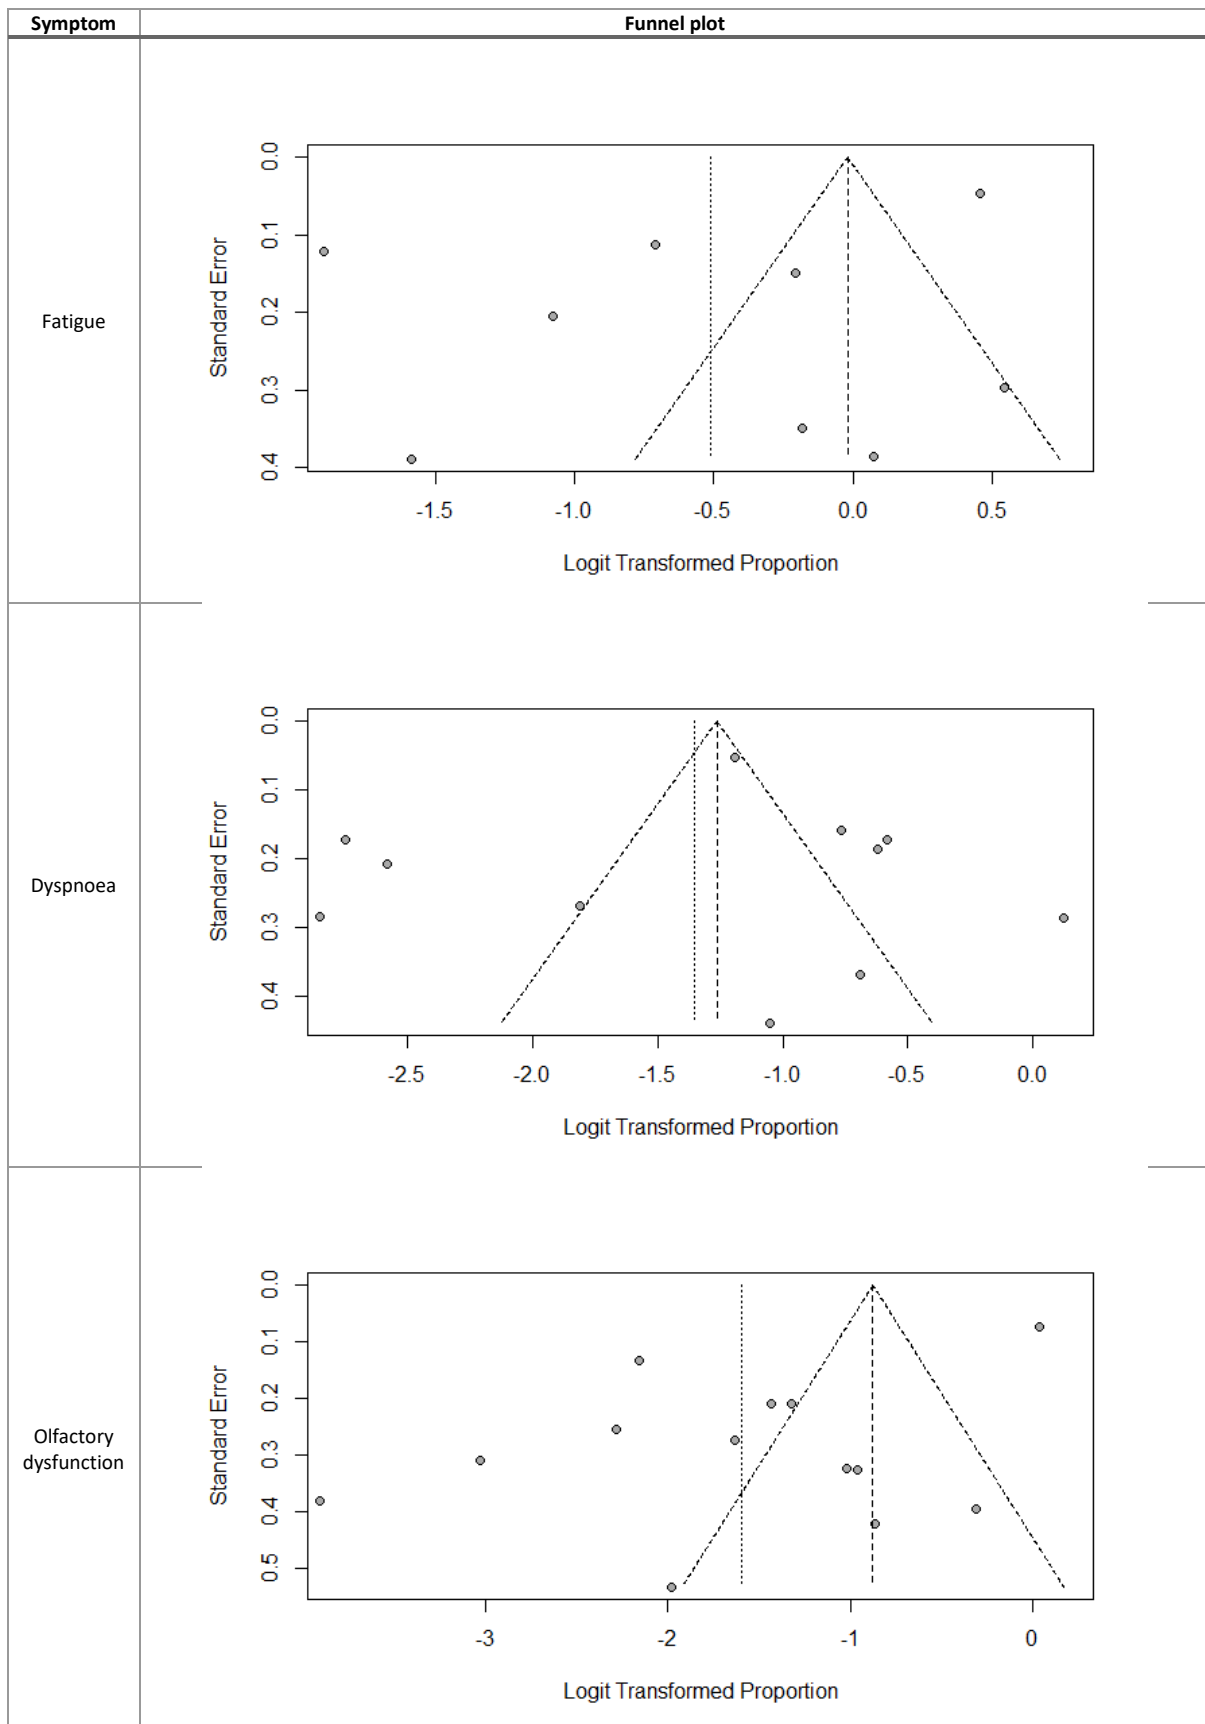 Symptom Funnel plot
Fatigue
Standard Error
0.0
0.1
0.2
0.3
0.4
-1.5 -1.0 -0.5 0.0 0.5
Logit Transformed Proportion
Dyspnoea
Standard Error
0.0
0.1
0.2
0.3
0.4
-2.5 -2.0 -1.5 -1.0 -0.5 0.0
Logit Transformed Proportion
Olfactory
dysfunction
Standard Error
0.0
0.1
0.2
0.3
0.4
0.5
-3 -2 -1 0
Logit Transformed Proportion